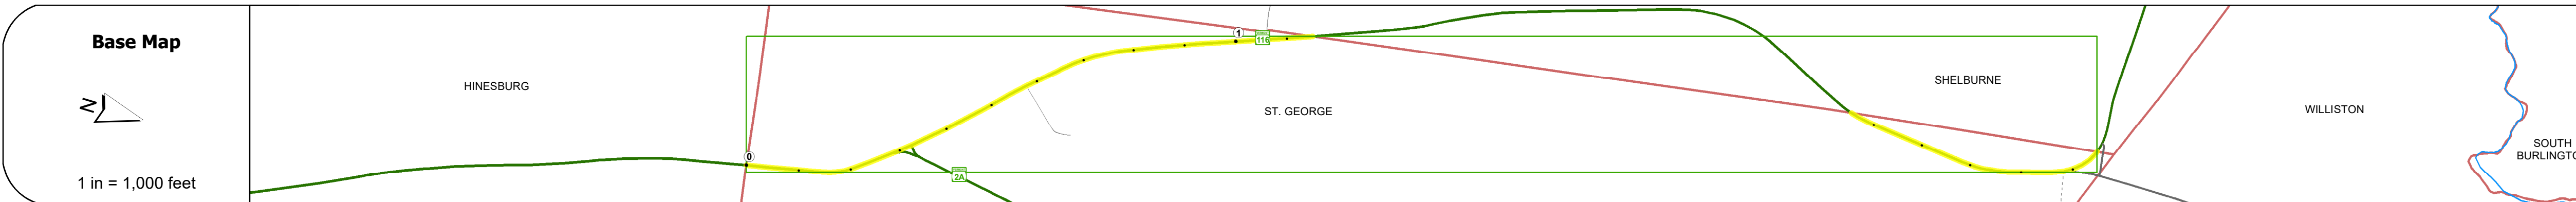 Base Map
N
1 in = 1,000 feet
HINESBURG
0
2A
1
116
ST. GEORGE
SHELBURNE
WILLISTON
SOUTH
BURLINGTO